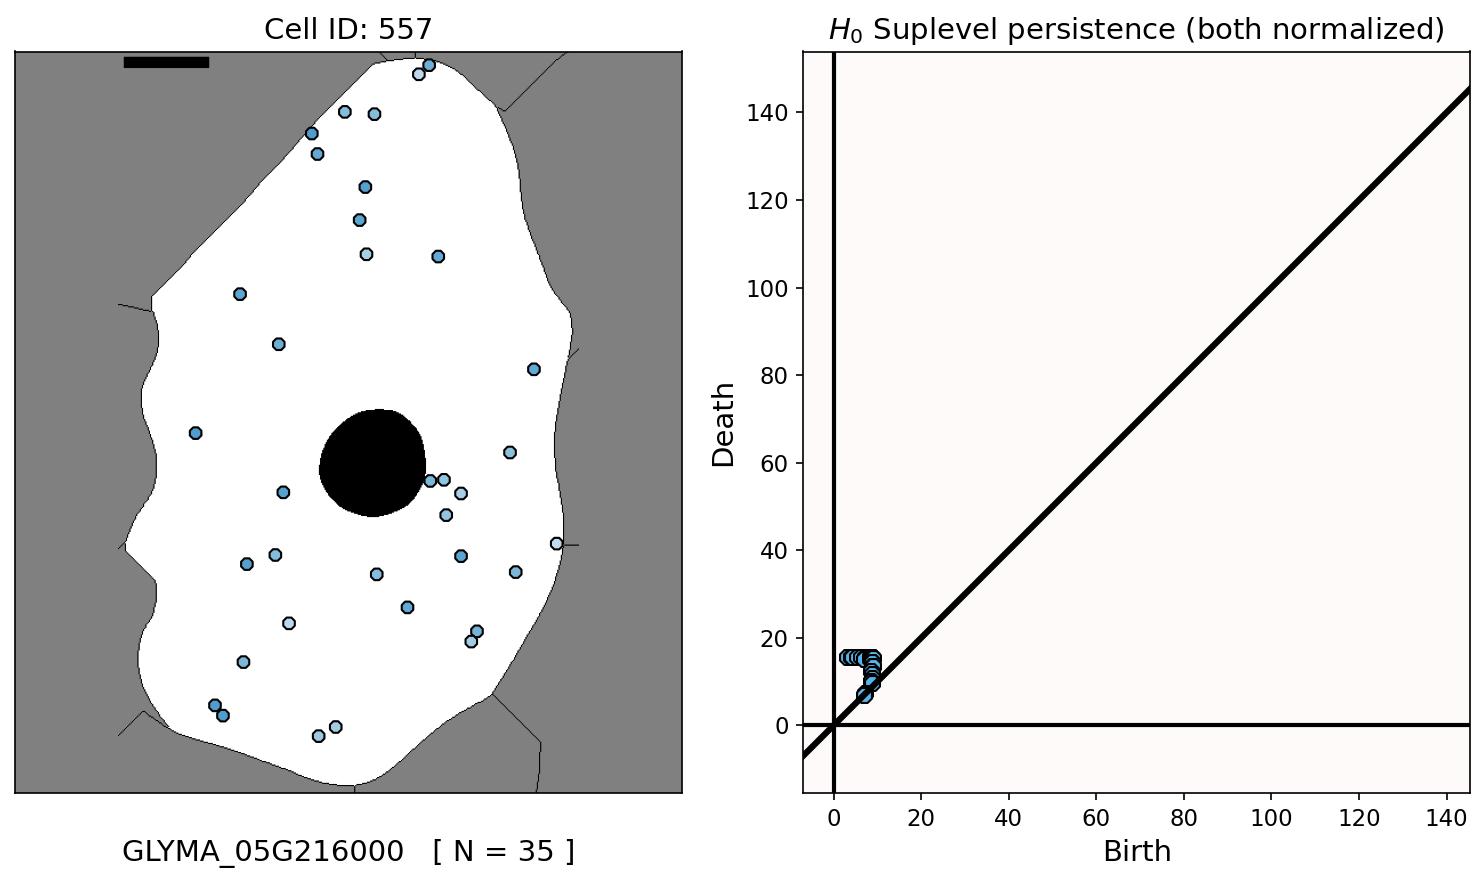 Cell ID: 557
H₀ Suplevel persistence (both normalized)
140
120
100
80
60
40
20
0
Death
0 20 40 60 80 100 120 140
Birth
GLYMA_05G216000 [ N = 35 ]